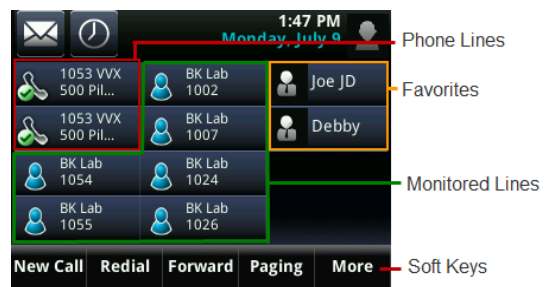 1:47 PM
Monday, July 9
Phone Lines
1053 VVX
500 Pil...
BK Lab
1002
Joe JD
Favorites
1053 VVX
500 Pil...
BK Lab
1007
Debby
BK Lab
1054
BK Lab
1024
Monitored Lines
BK Lab
1055
BK Lab
1026
New Call Redial Forward Paging More
Soft Keys